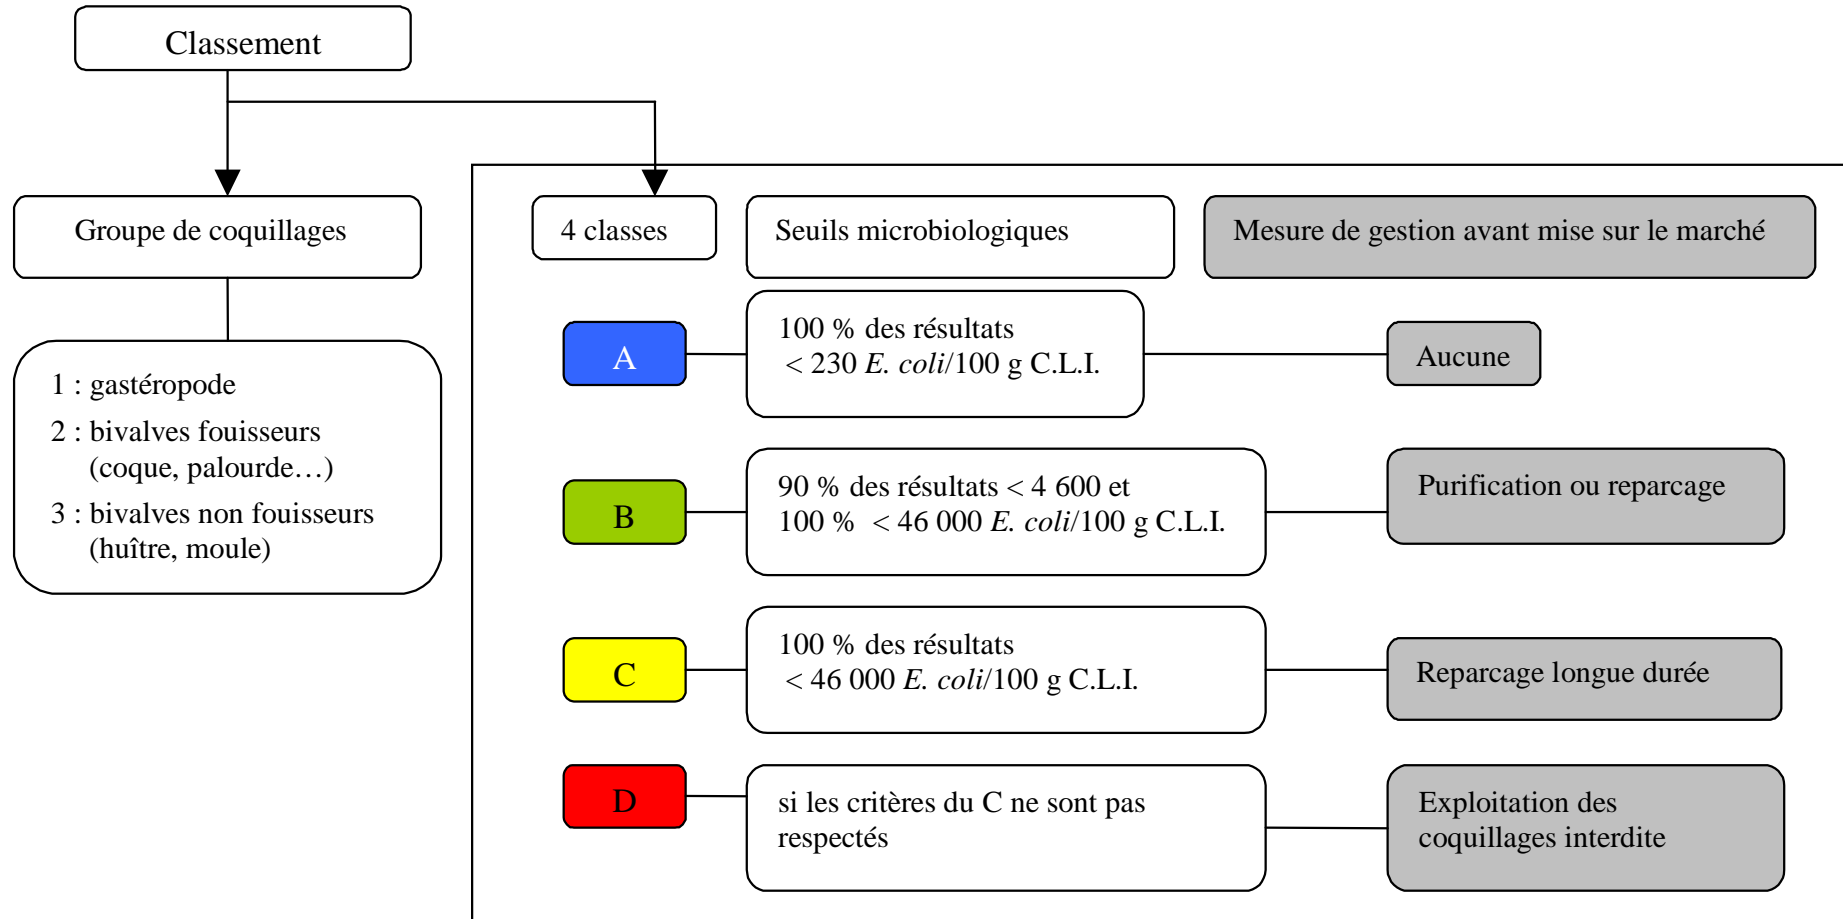 Classement
Groupe de coquillages
1 : gastéropode
2 : bivalves fouisseurs
(coque, palourde…)
3 : bivalves non fouisseurs
(huître, moule)
4 classes
Seuils microbiologiques
Mesure de gestion avant mise sur le marché
A
100 % des résultats
< 230 E. coli/100 g C.L.I.
Aucune
B
90 % des résultats < 4 600 et
100 % < 46 000 E. coli/100 g C.L.I.
Purification ou reparcage
C
100 % des résultats
< 46 000 E. coli/100 g C.L.I.
Reparcage longue durée
D
si les critères du C ne sont pas
respectés
Exploitation des
coquillages interdite